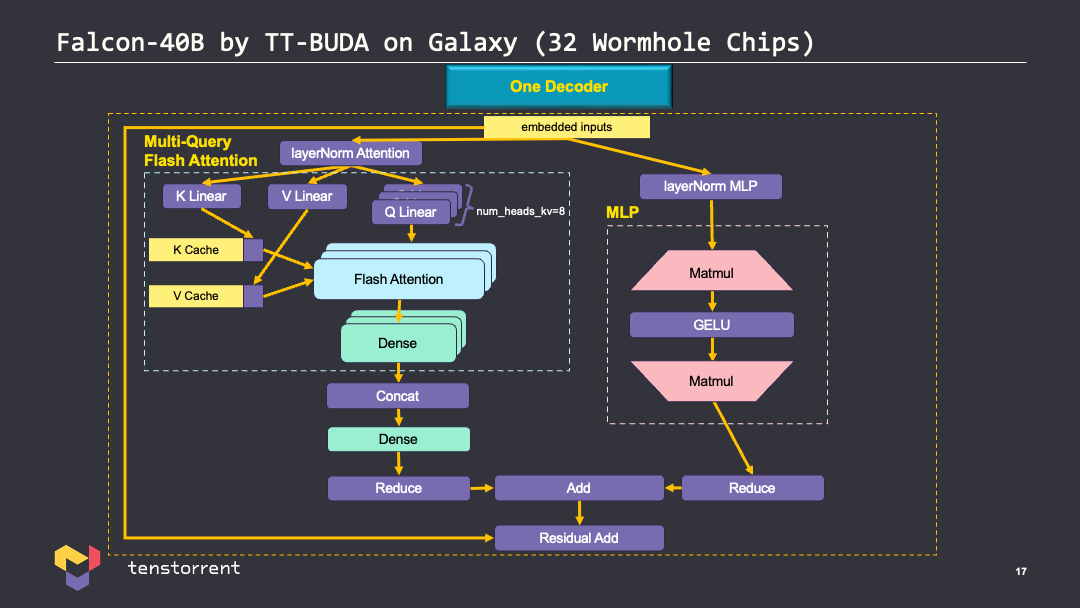 Falcon-40B by TT-BUDA on Galaxy (32 Wormhole Chips)
One Decoder
embedded inputs
Multi-Query
Flash Attention
layerNorm Attention
layerNorm MLP
K Linear
V Linear
Q Linear
num_heads_kv=8
MLP
K Cache
V Cache
Flash Attention
Matmul
GELU
Dense
Matmul
Concat
Dense
Reduce
Add
Reduce
Residual Add
tenstorrent
17